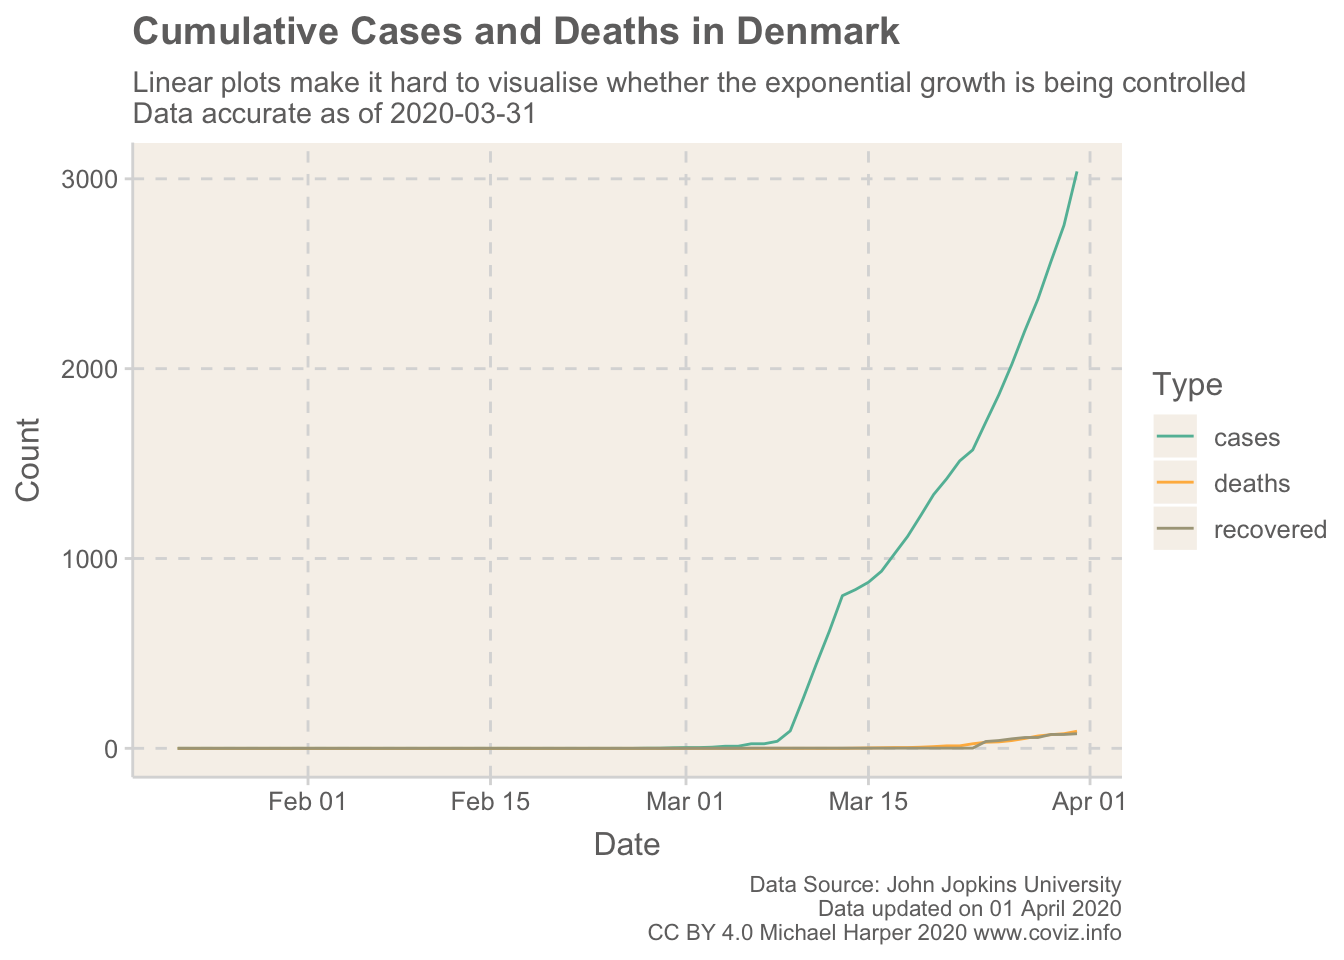 Cumulative Cases and Deaths in Denmark
Linear plots make it hard to visualise whether the exponential growth is being controlled
Data accurate as of 2020-03-31
3000
2000
1000
0
Count
Feb 01
Feb 15
Mar 01
Mar 15
Apr 01
Date
Type
cases
deaths
recovered
Data Source: John Jopkins University
Data updated on 01 April 2020
CC BY 4.0 Michael Harper 2020 www.coviz.info